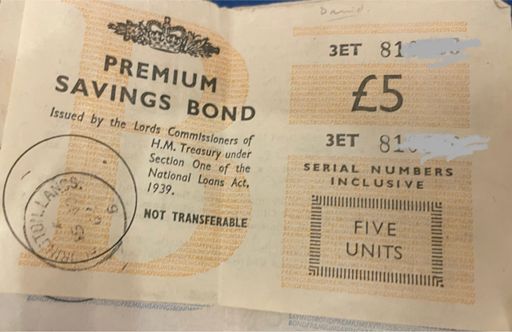 David.
PREMIUM
SAVINGS BOND
Issued by the Lords Commissioners of
H.M. Treasury under
Section One of the
National Loans Act,
1939.
NOT TRANSFERABLE
3ET 81
£5
3ET 81
SERIAL NUMBERS
INCLUSIVE
FIVE
UNITS